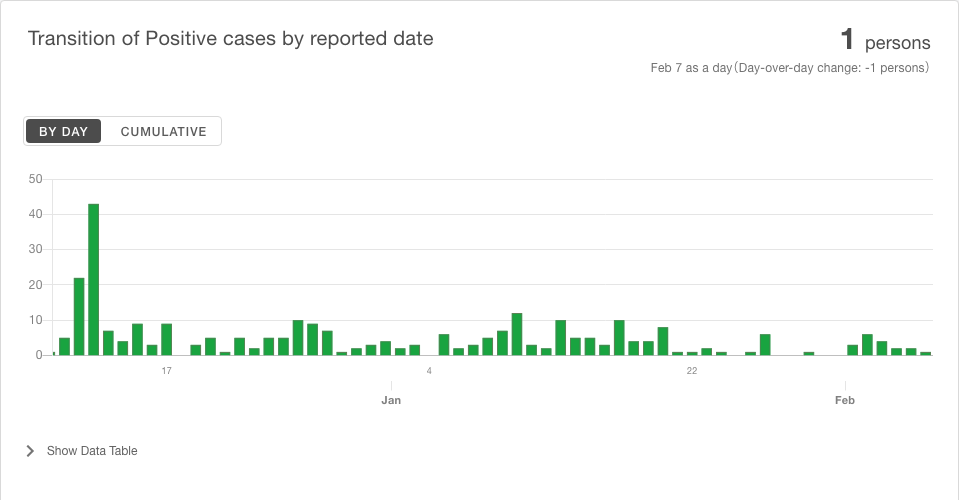 Transition of Positive cases by reported date
1 persons
Feb 7 as a day(Day-over-day change: -1 persons)
BY DAY
CUMULATIVE
50
40
30
20
10
0
17
4
22
Jan
Feb
Show Data Table